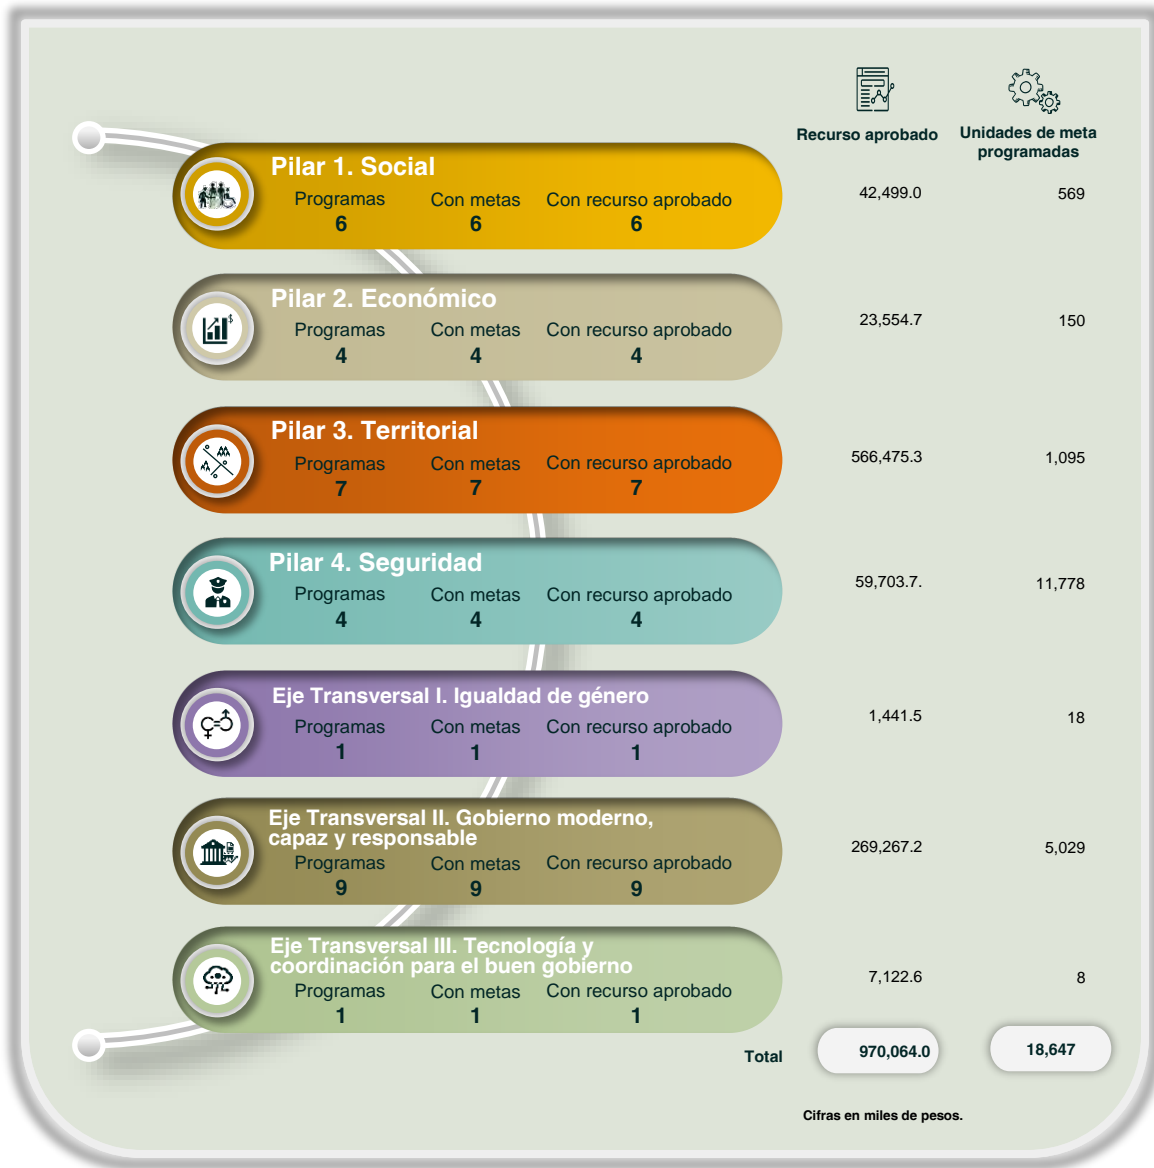 Recurso aprobado
Unidades de meta
programadas
Pilar 1. Social
Programas Con metas Con recurso aprobado
6 6 6
42,499.0 569
Pilar 2. Económico
Programas Con metas Con recurso aprobado
4 4 4
23,554.7 150
Pilar 3. Territorial
Programas Con metas Con recurso aprobado
7 7 7
566,475.3 1,095
Pilar 4. Seguridad
Programas Con metas Con recurso aprobado
4 4 4
59,703.7. 11,778
Eje Transversal I. Igualdad de género
Programas Con metas Con recurso aprobado
1 1 1
1,441.5 18
Eje Transversal II. Gobierno moderno,
capaz y responsable
Programas Con metas Con recurso aprobado
9 9 9
269,267.2 5,029
Eje Transversal III. Tecnología y
coordinación para el buen gobierno
Programas Con metas Con recurso aprobado
1 1 1
7,122.6 8
Total 970,064.0 18,647
Cifras en miles de pesos.